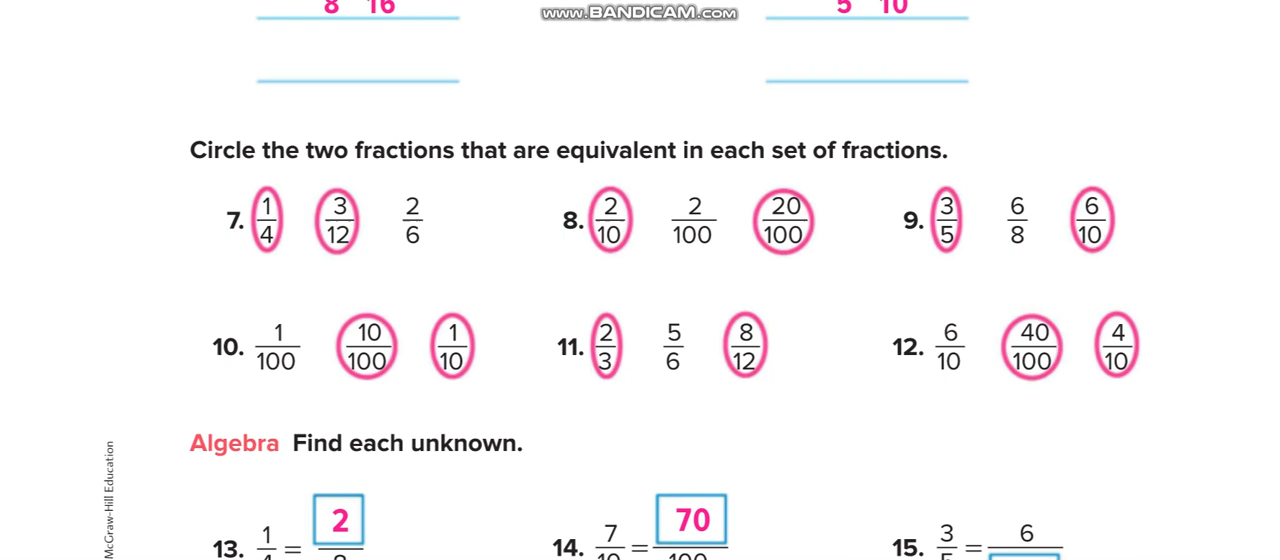 8 16
5 10
www.BANDICAM.com
Circle the two fractions that are equivalent in each set of fractions.
7. 1/4 3/12 2/6
8. 2/10 2/100 20/100
9. 3/5 6/8 6/10
10. 1/100 10/100 1/10
11. 2/3 5/6 8/12
12. 6/10 40/100 4/10
Algebra Find each unknown.
13. 1/4 = 2/8
14. 7/10 = 70/100
15. 3/5 = 6
McGraw-Hill Education